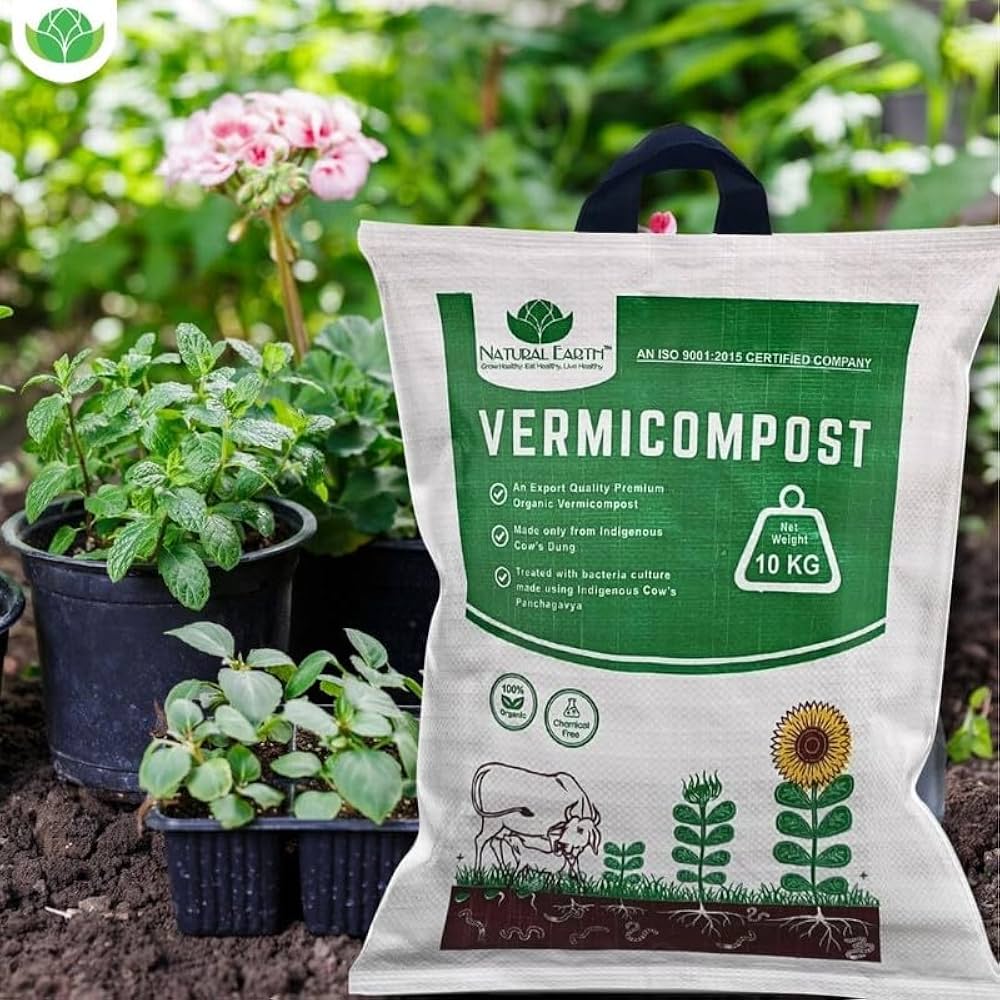 NATURAL EARTH™
Grow Healthy, Eat Healthy, Live Healthy
AN ISO 9001:2015 CERTIFIED COMPANY
VERMICOMPOST
An Export Quality Premium
Organic Vermicompost
Made only from Indigenous
Cow's Dung
Treated with bacteria culture
made using Indigenous Cow's
Panchagavya
Net
Weight
10 KG
100%
Organic
Chemical
Free